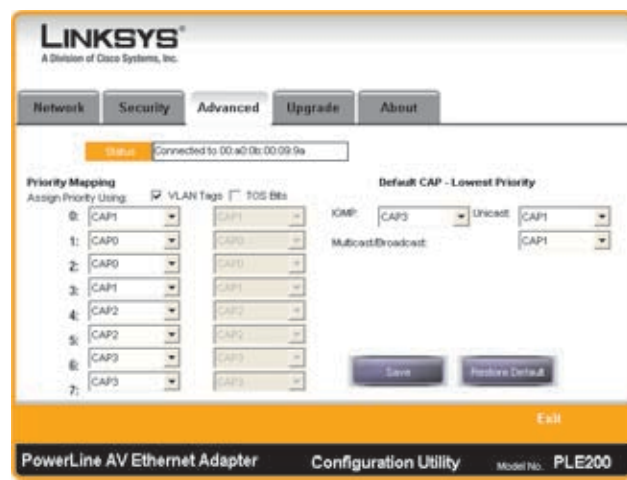 LINKSYS®
A Division of Cisco Systems, Inc.
Network Security Advanced Upgrade About
Status Connected to 00:a0:0b:00:09:9a
Priority Mapping
Assign Priority Using: VLAN Tags TOS Bits
Default CAP - Lowest Priority
0: CAP1 CAP1
1: CAP0 CAP0
2: CAP0 CAP0
3: CAP1 CAP1
4: CAP2 CAP2
5: CAP2 CAP2
6: CAP3 CAP3
7: CAP3 CAP3
IGMP: CAP3 Unicast: CAP1
Multicast/Broadcast: CAP1
Save Restore Default
Exit
PowerLine AV Ethernet Adapter Configuration Utility Model No. PLE200